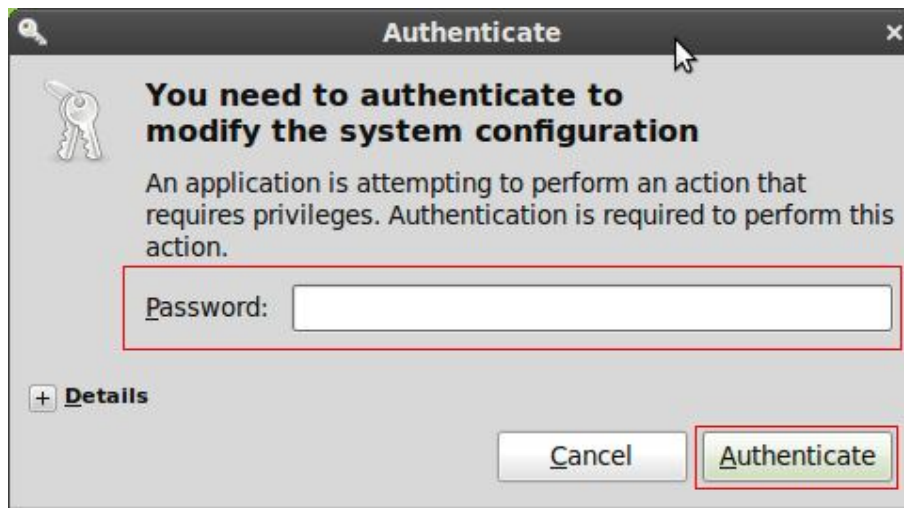 Authenticate
You need to authenticate to
modify the system configuration
An application is attempting to perform an action that
requires privileges. Authentication is required to perform this
action.
Password:
Details
Cancel
Authenticate